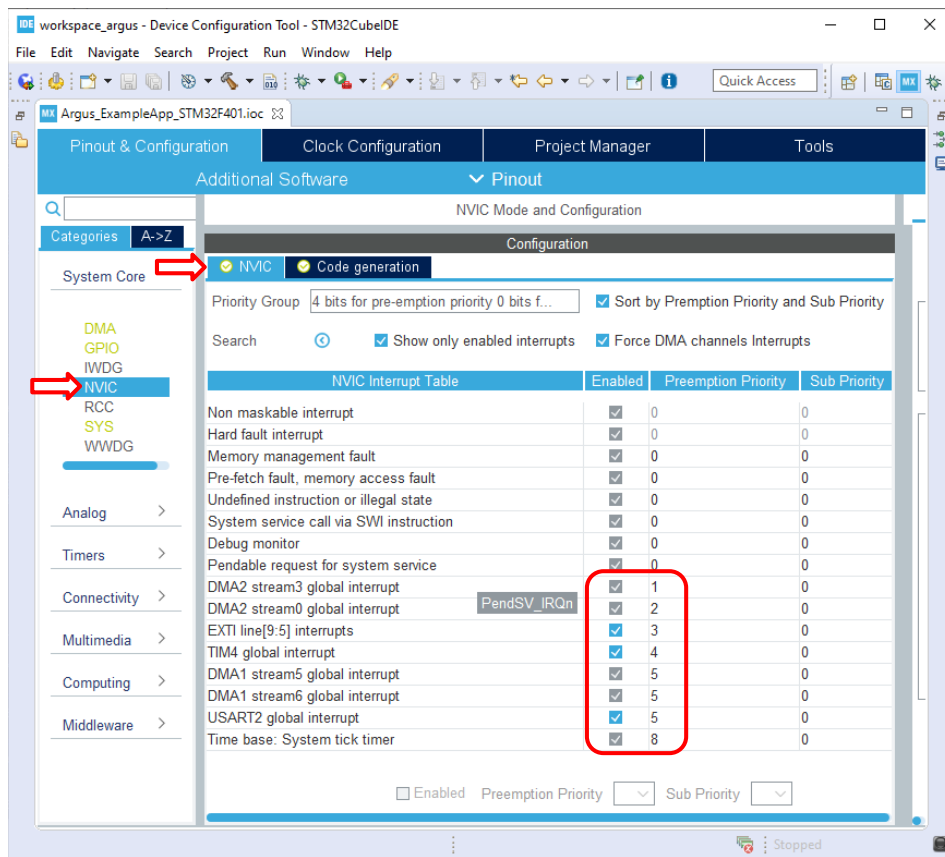 IDE workspace_argus - Device Configuration Tool - STM32CubeIDE
File Edit Navigate Search Project Run Window Help
Quick Access
MX
MX Argus_ExampleApp_STM32F401.ioc
Pinout & Configuration Clock Configuration Project Manager Tools
Additional Software Pinout
NVIC Mode and Configuration
Categories A->Z
Configuration
NVIC Code generation
System Core
Priority Group 4 bits for pre-emption priority 0 bits f... Sort by Premption Priority and Sub Priority
DMA
GPIO
IWDG
NVIC
RCC
SYS
WWDG
Analog
Timers
Connectivity
Multimedia
Computing
Middleware
Search Show only enabled interrupts Force DMA channels Interrupts
NVIC Interrupt Table Enabled Preemption Priority Sub Priority
Non maskable interrupt 0 0
Hard fault interrupt 0 0
Memory management fault 0 0
Pre-fetch fault, memory access fault 0 0
Undefined instruction or illegal state 0 0
System service call via SWI instruction 0 0
Debug monitor 0 0
Pendable request for system service 0 0
DMA2 stream3 global interrupt 1 0
PendSV_IRQn
DMA2 stream0 global interrupt 2 0
EXTI line[9:5] interrupts 3 0
TIM4 global interrupt 4 0
DMA1 stream5 global interrupt 5 0
DMA1 stream6 global interrupt 5 0
USART2 global interrupt 5 0
Time base: System tick timer 8 0
Enabled Preemption Priority Sub Priority
Stopped